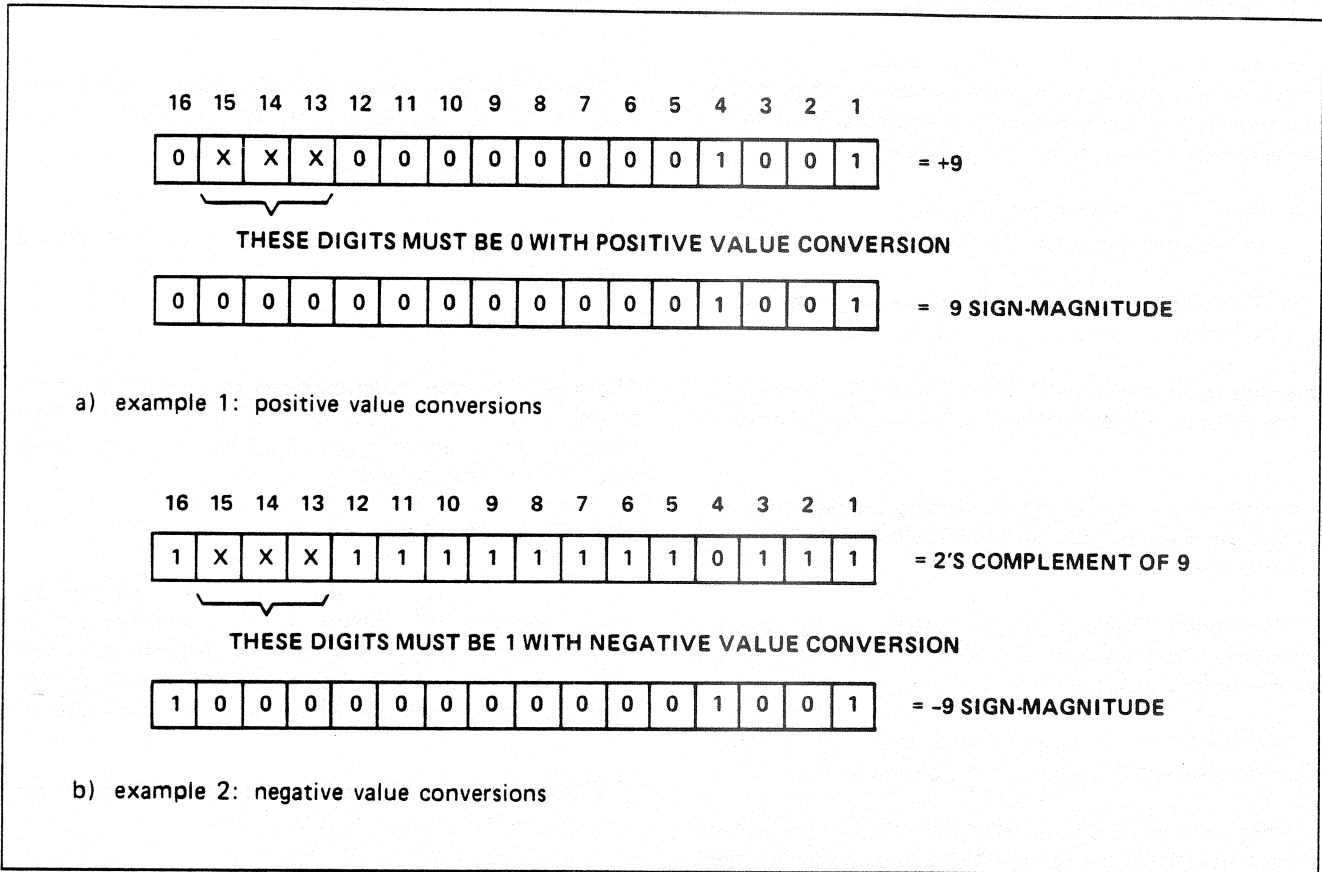 16 15 14 13 12 11 10 9 8 7 6 5 4 3 2 1
0 X X X 0 0 0 0 0 0 0 0 1 0 0 1 = +9
THESE DIGITS MUST BE 0 WITH POSITIVE VALUE CONVERSION
0 0 0 0 0 0 0 0 0 0 0 0 1 0 0 1 = 9 SIGN-MAGNITUDE
a) example 1: positive value conversions
16 15 14 13 12 11 10 9 8 7 6 5 4 3 2 1
1 X X X 1 1 1 1 1 1 1 1 0 1 1 1 = 2'S COMPLEMENT OF 9
THESE DIGITS MUST BE 1 WITH NEGATIVE VALUE CONVERSION
1 0 0 0 0 0 0 0 0 0 0 0 1 0 0 1 = -9 SIGN-MAGNITUDE
b) example 2: negative value conversions